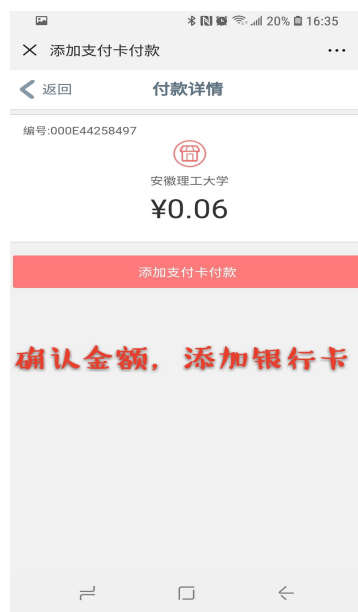 20% 16:35
添加支付卡付款
返回 付款详情
编号:000E44258497
安徽理工大学
¥0.06
添加支付卡付款
确认金额，添加银行卡